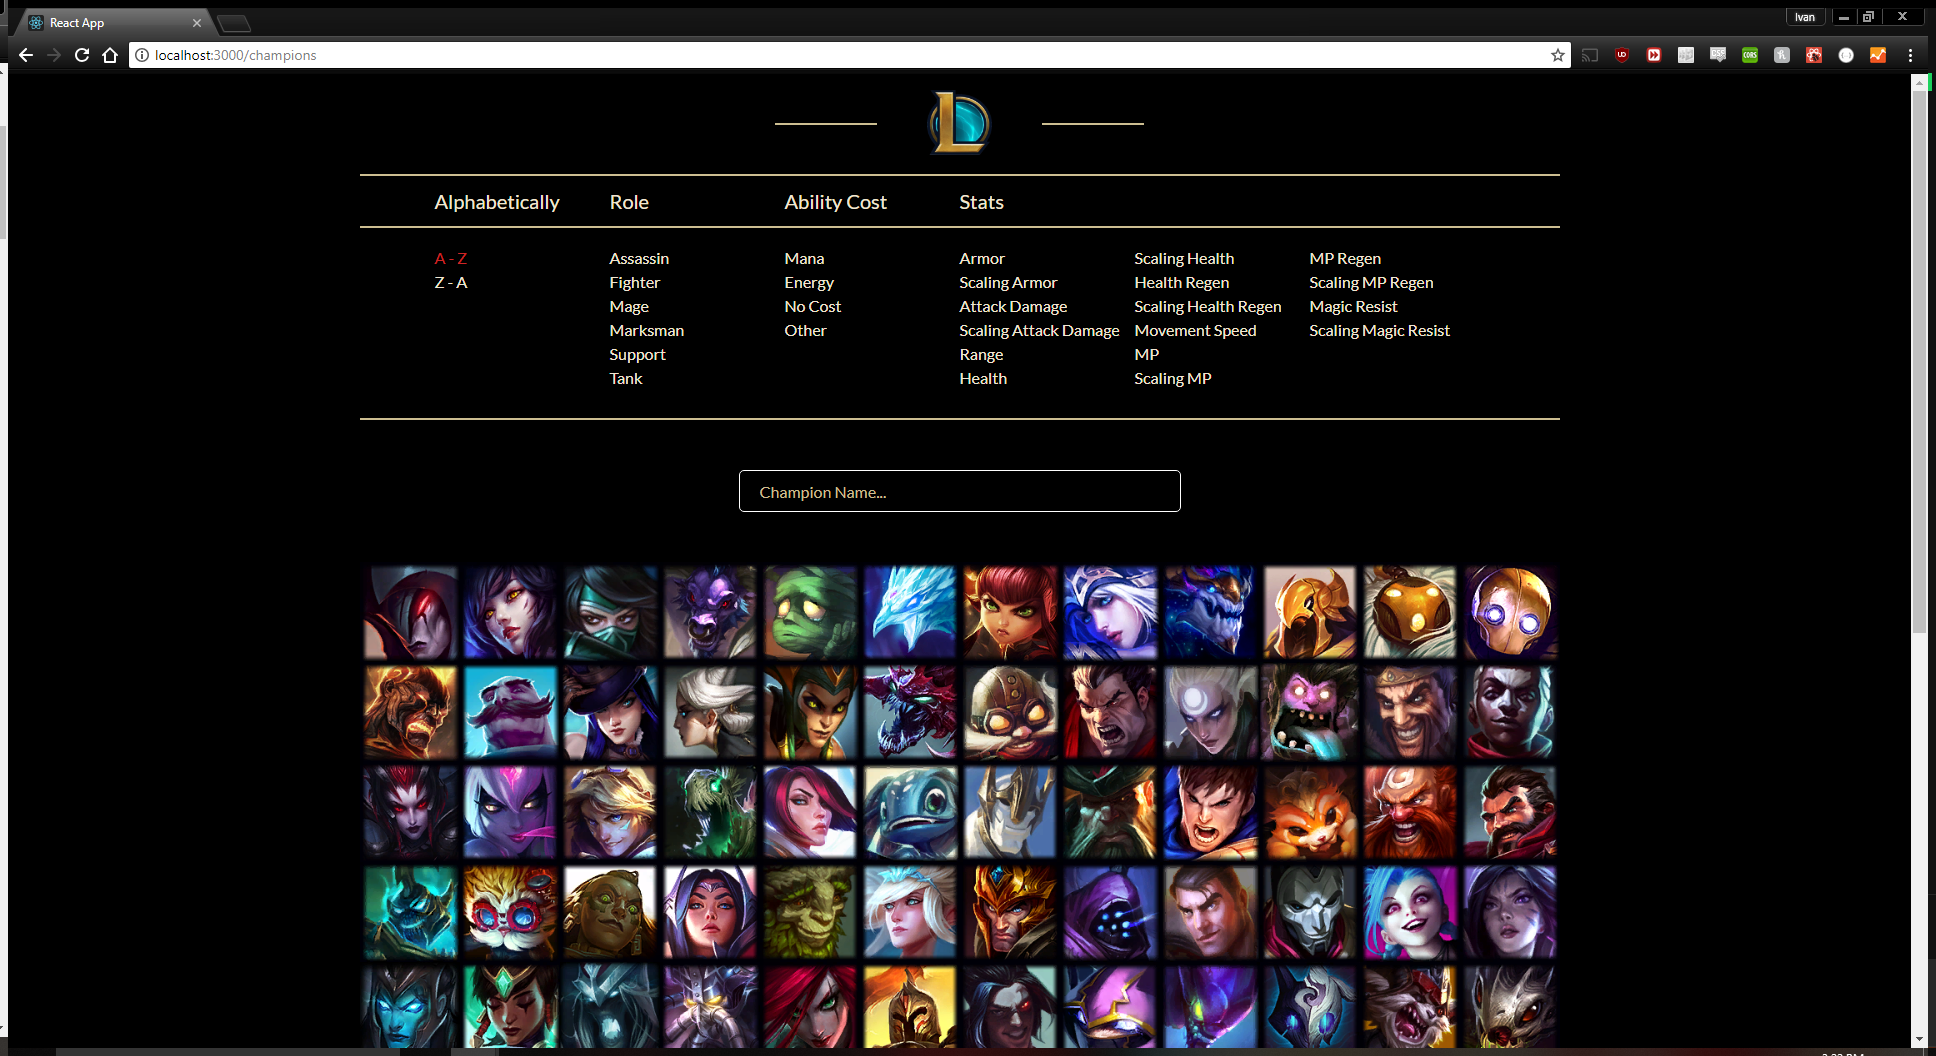 React App
Ivan
localhost:3000/champions
Alphabetically Role Ability Cost Stats
A - Z Assassin Mana Armor Scaling Health MP Regen
Z - A Fighter Energy Scaling Armor Health Regen Scaling MP Regen
Mage No Cost Attack Damage Scaling Health Regen Magic Resist
Marksman Other Scaling Attack Damage Movement Speed Scaling Magic Resist
Support Range MP
Tank Health Scaling MP
Champion Name...